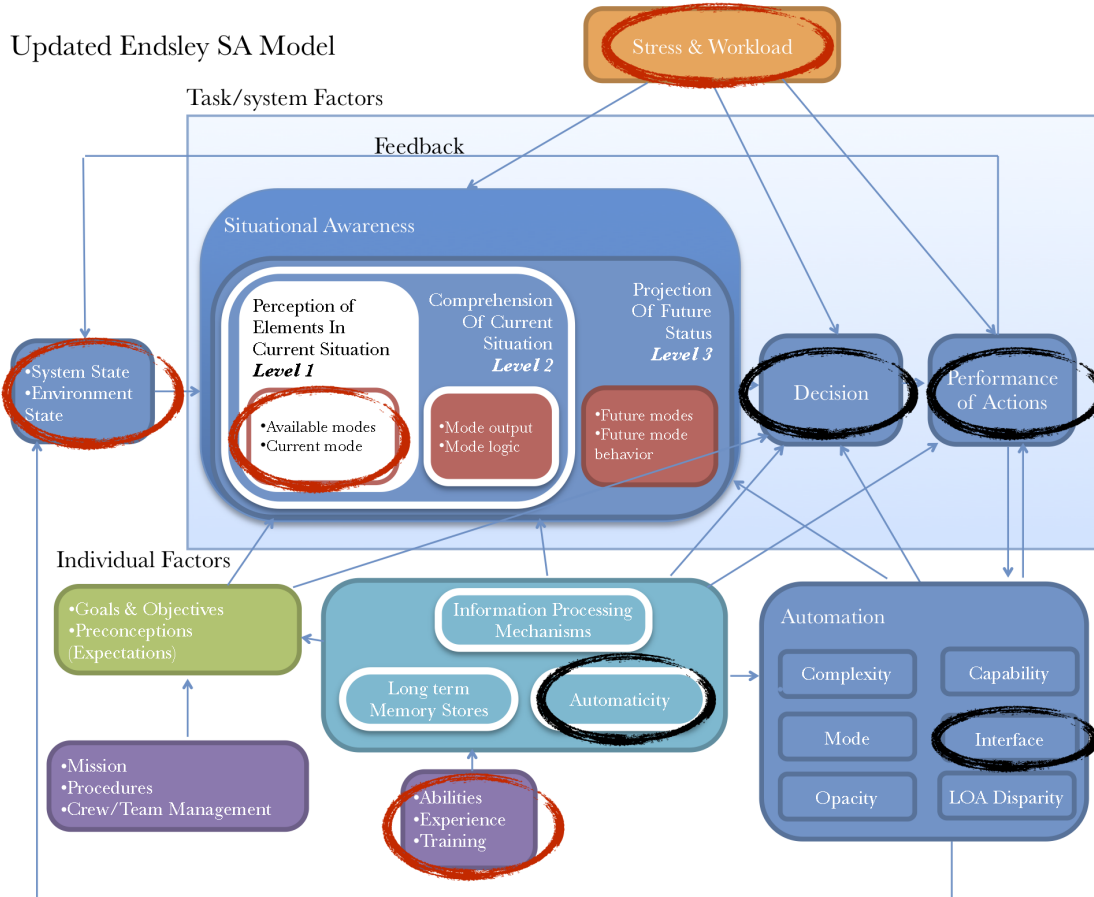 Updated Endsley SA Model
Stress & Workload
Task/system Factors
Feedback
Situational Awareness
Perception of
Elements In
Current Situation
Level 1
•Available modes
•Current mode
Comprehension
Of Current
Situation
Level 2
•Mode output
•Mode logic
Projection
Of Future
Status
Level 3
•Future modes
•Future mode
behavior
•System State
•Environment
State
Decision
Performance
of Actions
Individual Factors
•Goals & Objectives
•Preconceptions
(Expectations)
Information Processing
Mechanisms
Long term
Memory Stores
Automaticity
•Mission
•Procedures
•Crew/Team Management
•Abilities
•Experience
•Training
Automation
Complexity
Capability
Mode
Interface
Opacity
LOA Disparity